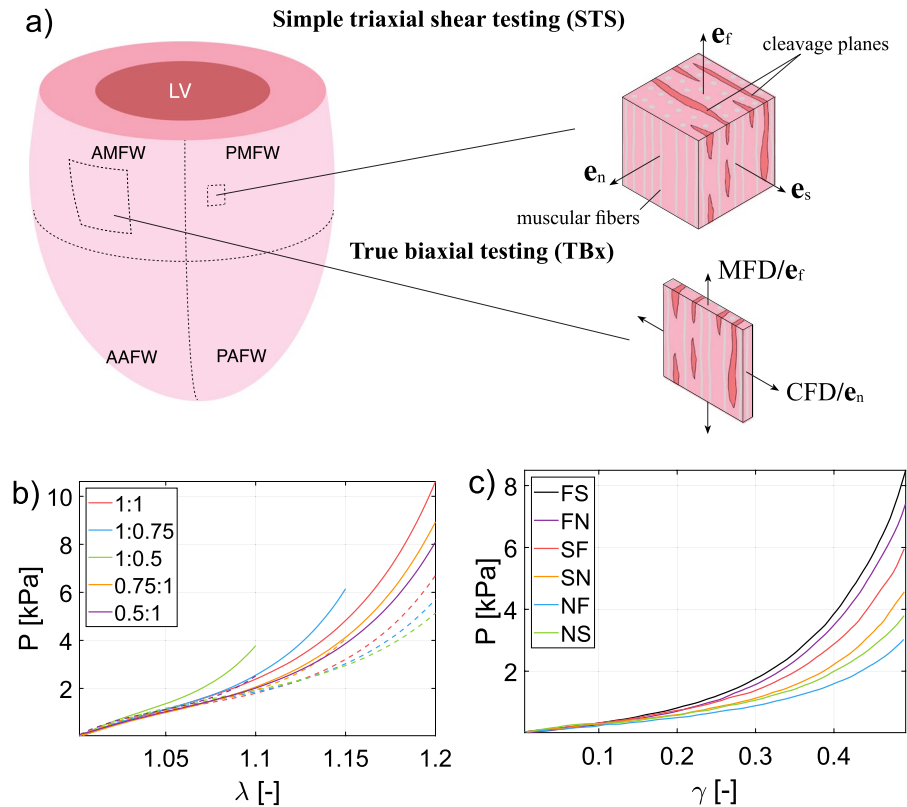 a)
Simple triaxial shear testing (STS)
LV
AMFW
PMFW
AAFW
PAFW
e_f
cleavage planes
e_n
e_s
muscular fibers
True biaxial testing (TBx)
MFD/e_f
CFD/e_n
b)
P [kPa]
10
8
6
4
2
1:1
1:0.75
1:0.5
0.75:1
0.5:1
1.05
1.1
1.15
1.2
λ [-]
c)
P [kPa]
8
6
4
2
FS
FN
SF
SN
NF
NS
0.1
0.2
0.3
0.4
γ [-]